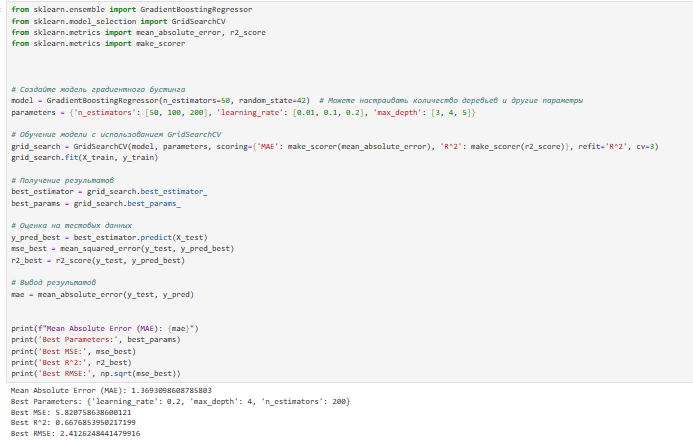 from sklearn.ensemble import GradientBoostingRegressor
from sklearn.model_selection import GridSearchCV
from sklearn.metrics import mean_absolute_error, r2_score
from sklearn.metrics import make_scorer
# Создайте модель градиентного бустинга
model = GradientBoostingRegressor(n_estimators=50, random_state=42)  # Можете настраивать количество деревьев и другие параметры
parameters = {'n_estimators': [50, 100, 200], 'learning_rate': [0.01, 0.1, 0.2], 'max_depth': [3, 4, 5]}
# Обучение модели с использованием GridSearchCV
grid_search = GridSearchCV(model, parameters, scoring={'MAE': make_scorer(mean_absolute_error), 'R^2': make_scorer(r2_score)}, refit='R^2', cv=3)
grid_search.fit(X_train, y_train)
# Получение результатов
best_estimator = grid_search.best_estimator_
best_params = grid_search.best_params_
# Оценка на тестовых данных
y_pred_best = best_estimator.predict(X_test)
mse_best = mean_squared_error(y_test, y_pred_best)
r2_best = r2_score(y_test, y_pred_best)
# Вывод результатов
mae = mean_absolute_error(y_test, y_pred)
print(f"Mean Absolute Error (MAE): {mae}")
print('Best Parameters:', best_params)
print('Best MSE:', mse_best)
print('Best R^2:', r2_best)
print('Best RMSE:', np.sqrt(mse_best))
Mean Absolute Error (MAE): 1.3693098608785803
Best Parameters: {'learning_rate': 0.2, 'max_depth': 4, 'n_estimators': 200}
Best MSE: 5.820758638600121
Best R^2: 0.6676853950217199
Best RMSE: 2.4126248441479916